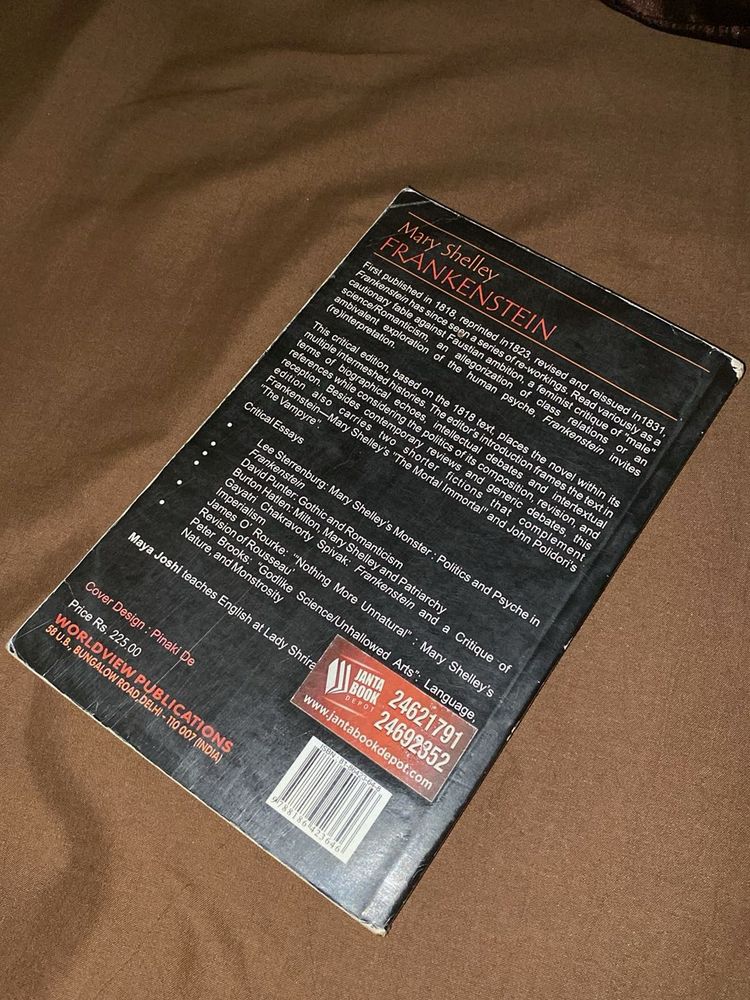 Mary Shelley
FRANKENSTEIN
First published in 1818, reprinted in 1823, revised and reissued in 1831,
Frankenstein has since seen a series of re-workings. Read variously as a
cautionary fable against Faustian ambition, a feminist critique of "male"
science/Romanticism, an allegorization of class relations or an
ambivalent exploration of the human psyche, Frankenstein invites
(re)interpretation.
This critical edition, based on the 1818 text, places the novel within its
multiple intermeshed histories. The editor's introduction frames the text in
terms of biographical echoes, intellectual debates and intertextual
references while considering the politics of its composition, revision, and
reception. Besides contemporary reviews and generic debates, this
edition also carries two shorter fictions that complement
Frankenstein—Mary Shelley's "The Mortal Immortal" and John Polidori's
"The Vampyre".
Critical Essays
Lee Sterrenburg: Mary Shelley's Monster : Politics and Psyche in
Frankenstein
David Punter: Gothic and Romanticism
Burton Hatlen: Milton, Mary Shelley and Patriarchy
Gayatri Chakratorty Spivak: Frankenstein and a Critique of
Imperialism
James O' Rourke: "Nothing More Unnatural" : Mary Shelley's
Revision of Rousseau
Peter Brooks: "Godlike Science/Unhallowed Arts": Language,
Nature, and Monstrosity
Maya Joshi teaches English at Lady Shrira
Cover Design : Pinaki De
Price Rs. 225.00
WORLDVIEW PUBLICATIONS
58 U.B., BUNGALOW ROAD, DELHI - 110 007 (INDIA)
JANTA
BOOK
DEPOT
24621791
24692352
www.jantabookdepot.com
9788186423646